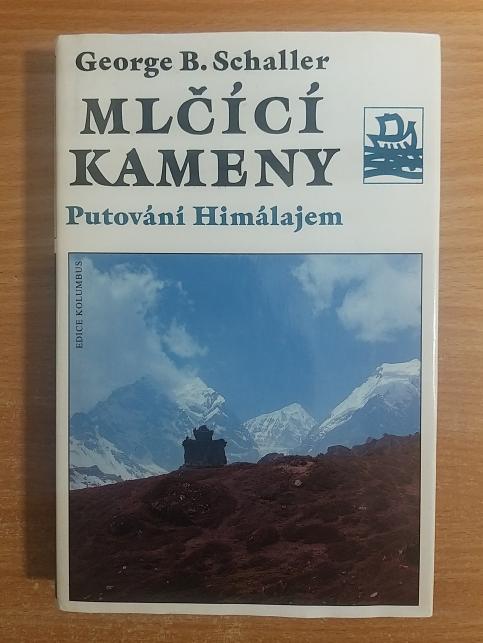 George B. Schaller
MLČÍCÍ
KAMENY
Putování Himálajem
EDICE KOLUMBUS